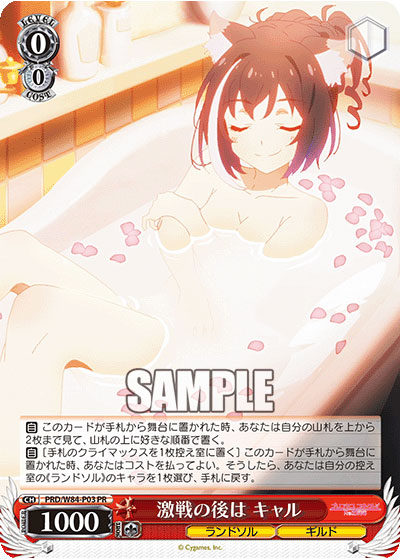 LEVEL
0
0
COST
SAMPLE
自 このカードが手札から舞台に置かれた時、あなたは自分の山札を上から
2枚まで見て、山札の上に好きな順番で置く。
自 [手札のクライマックスを1枚控え室に置く] このカードが手札から舞台に置か
れた時、あなたはコストを払ってよい。そうしたら、あなたは自分の控え
室の《ランドソル》のキャラを1枚選び、手札に戻す。
CH PRD/W84-P03 PR
1000
激戦の後は キャル
ランドソル
ギルド
© Cygames, Inc.